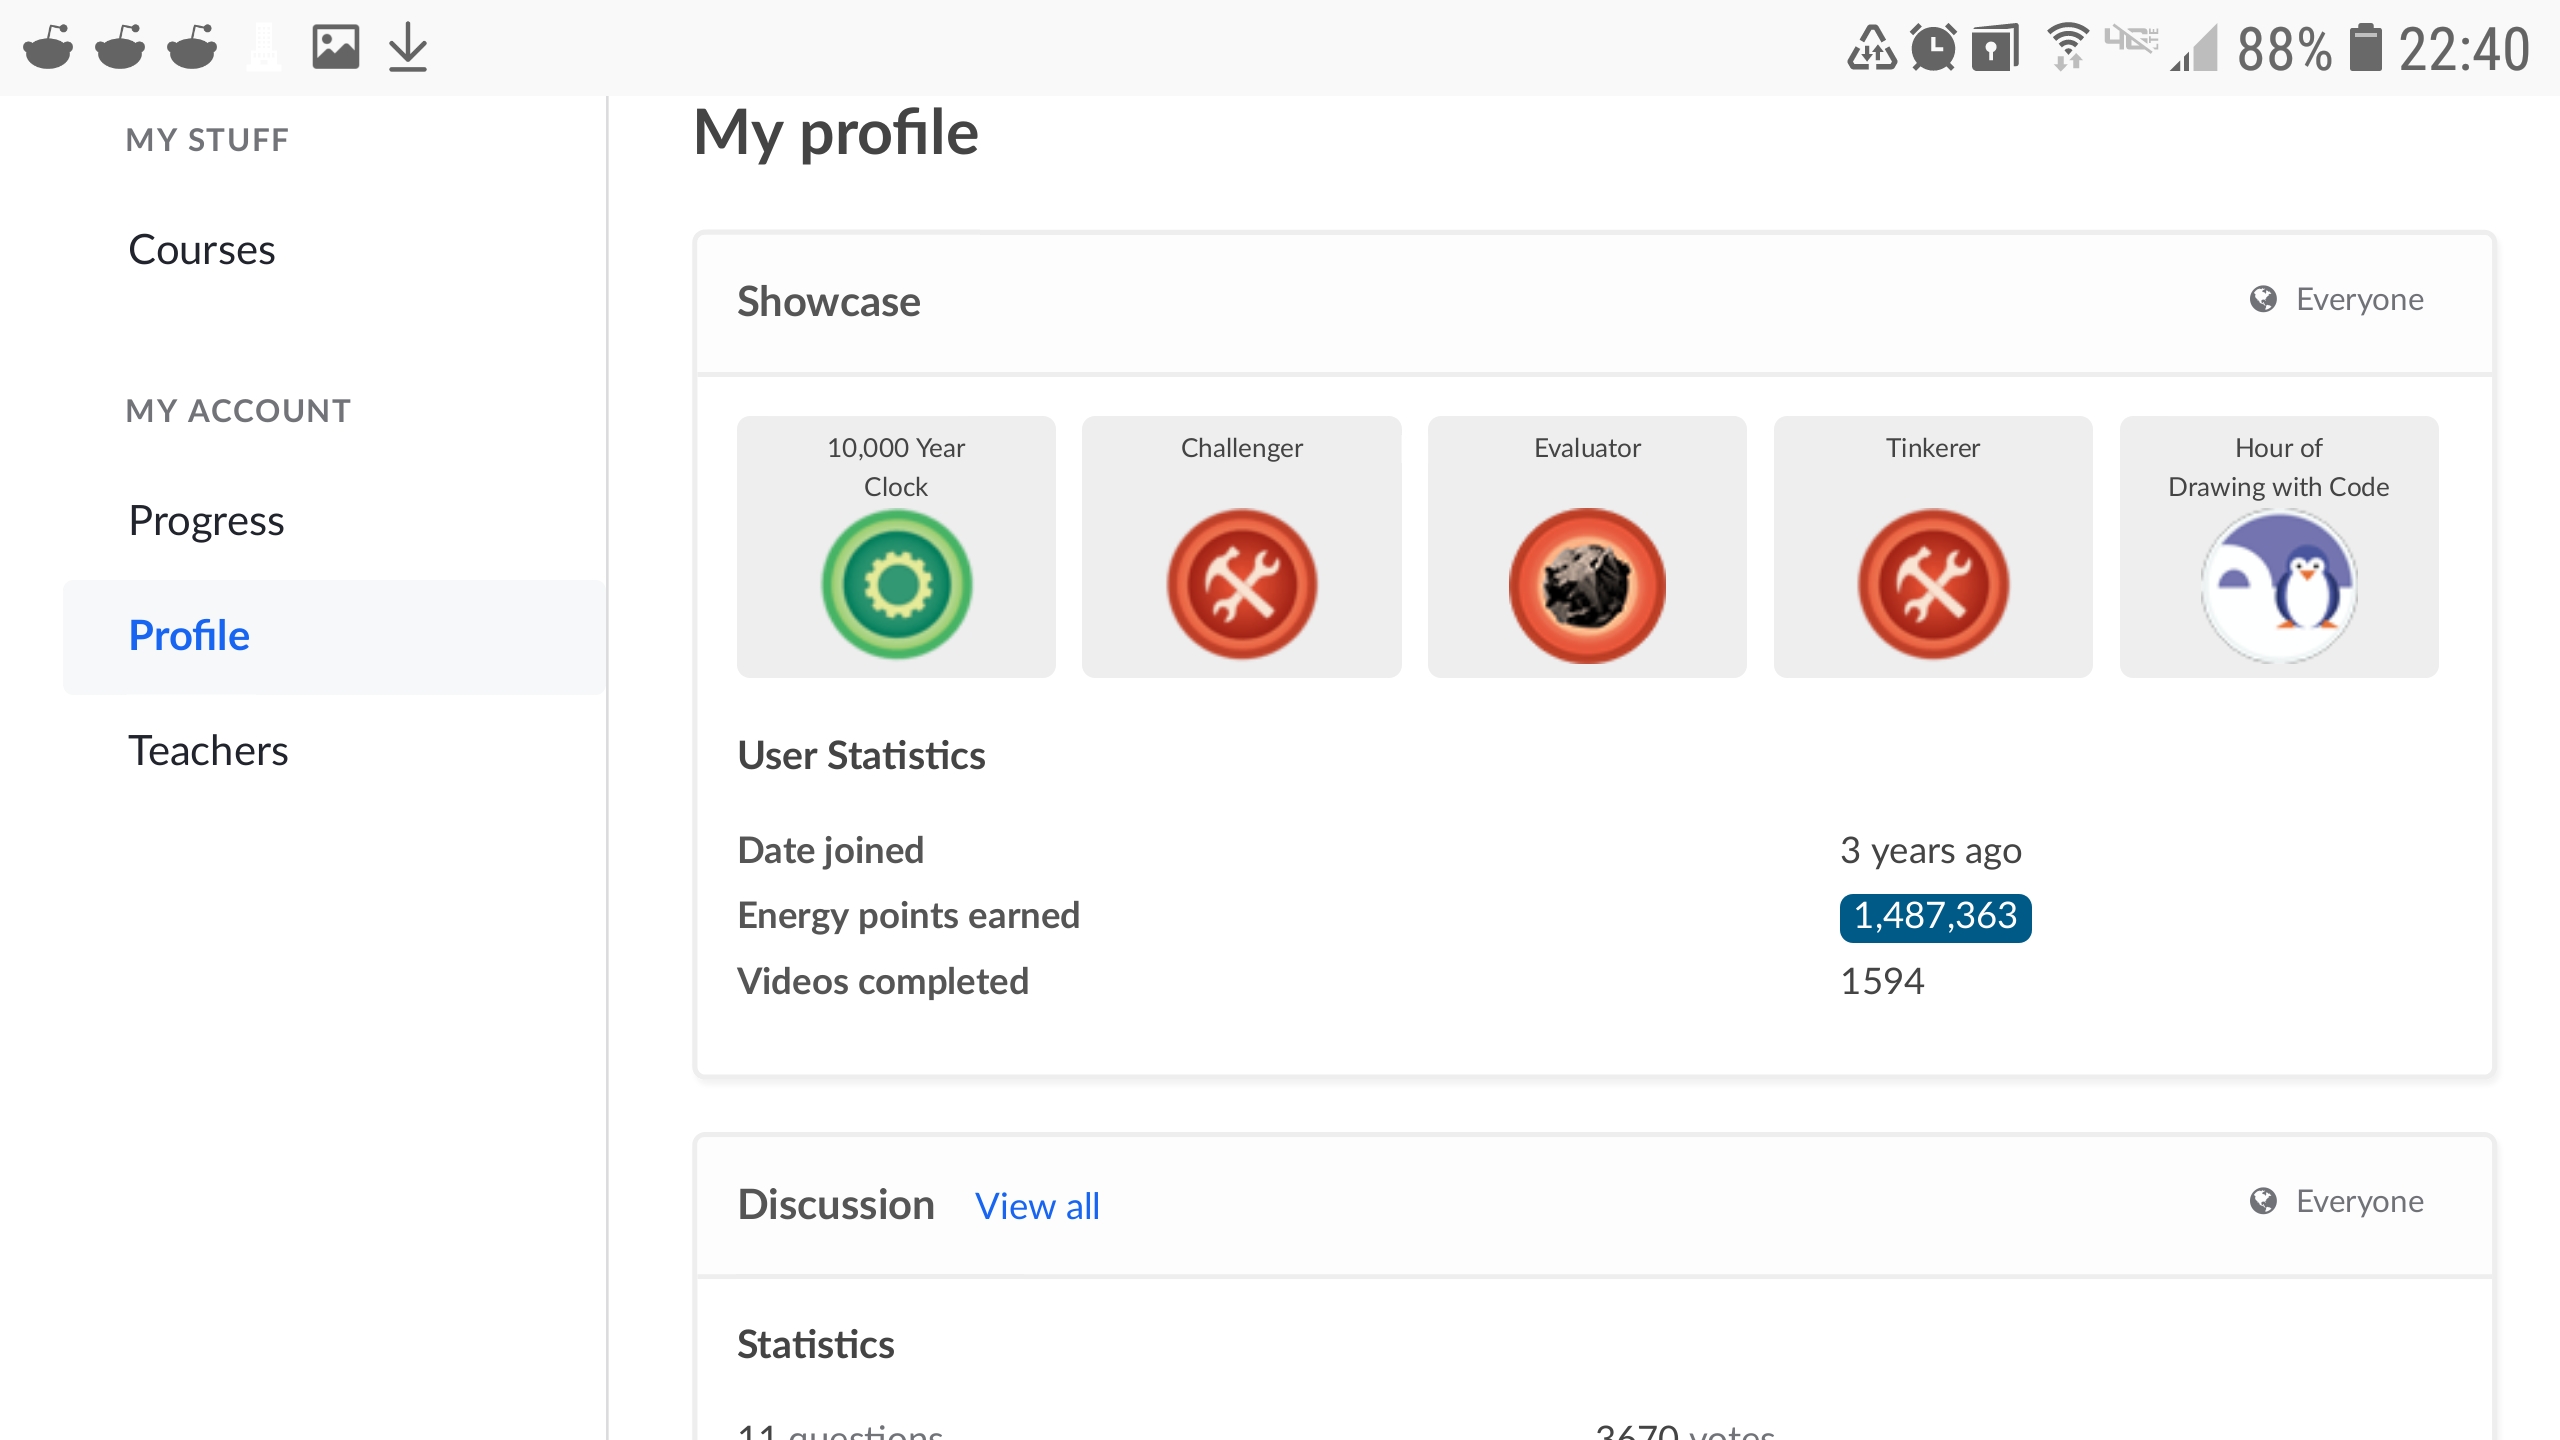 88% 22:40
MY STUFF
Courses
MY ACCOUNT
Progress
Profile
Teachers
My profile
Showcase
Everyone
10,000 Year
Clock
Challenger
Evaluator
Tinkerer
Hour of
Drawing with Code
User Statistics
Date joined 3 years ago
Energy points earned 1,487,363
Videos completed 1594
Discussion View all
Everyone
Statistics
11 questions 3670 votes